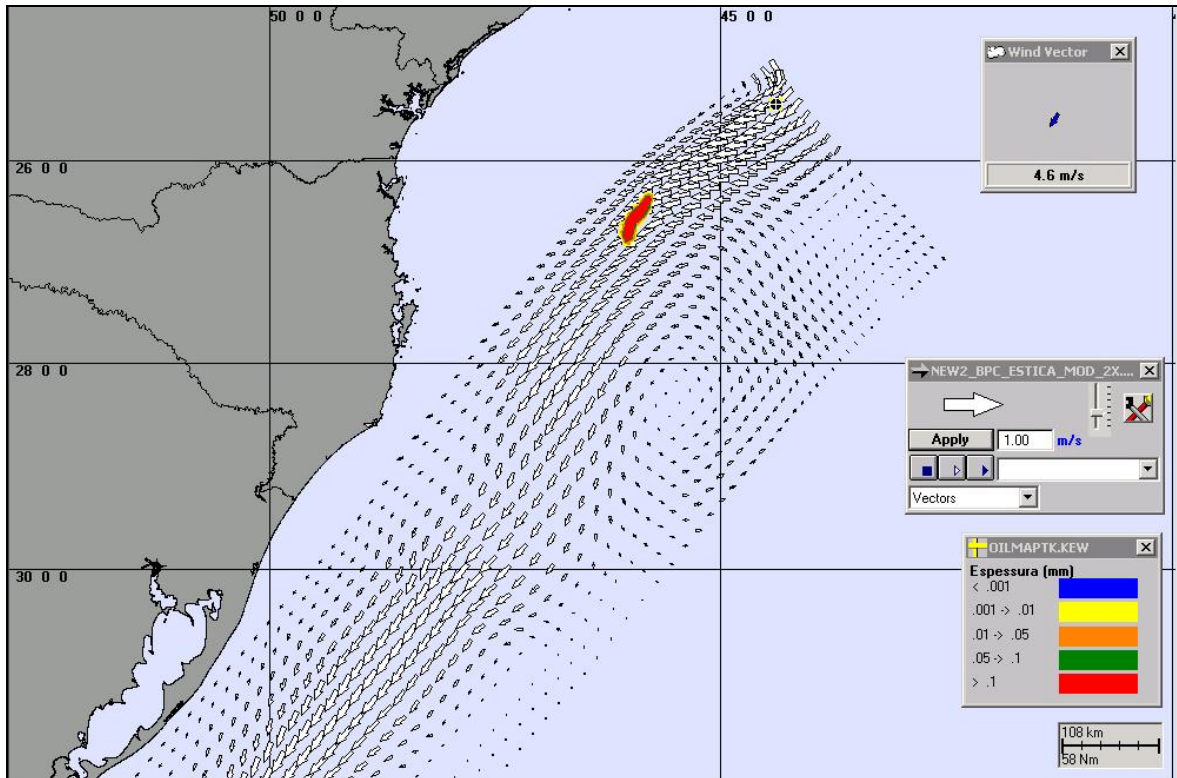 50 0 0
45 0 0
Wind Vector
4.6 m/s
26 0 0
28 0 0
NEW2_BPC_ESTICA_MOD_2X....
Apply
1.00
m/s
Vectors
30 0 0
OILMAPTK.KEW
Espessura (mm)
< .001
.001 -> .01
.01 -> .05
.05 -> .1
> .1
108 km
58 Nm